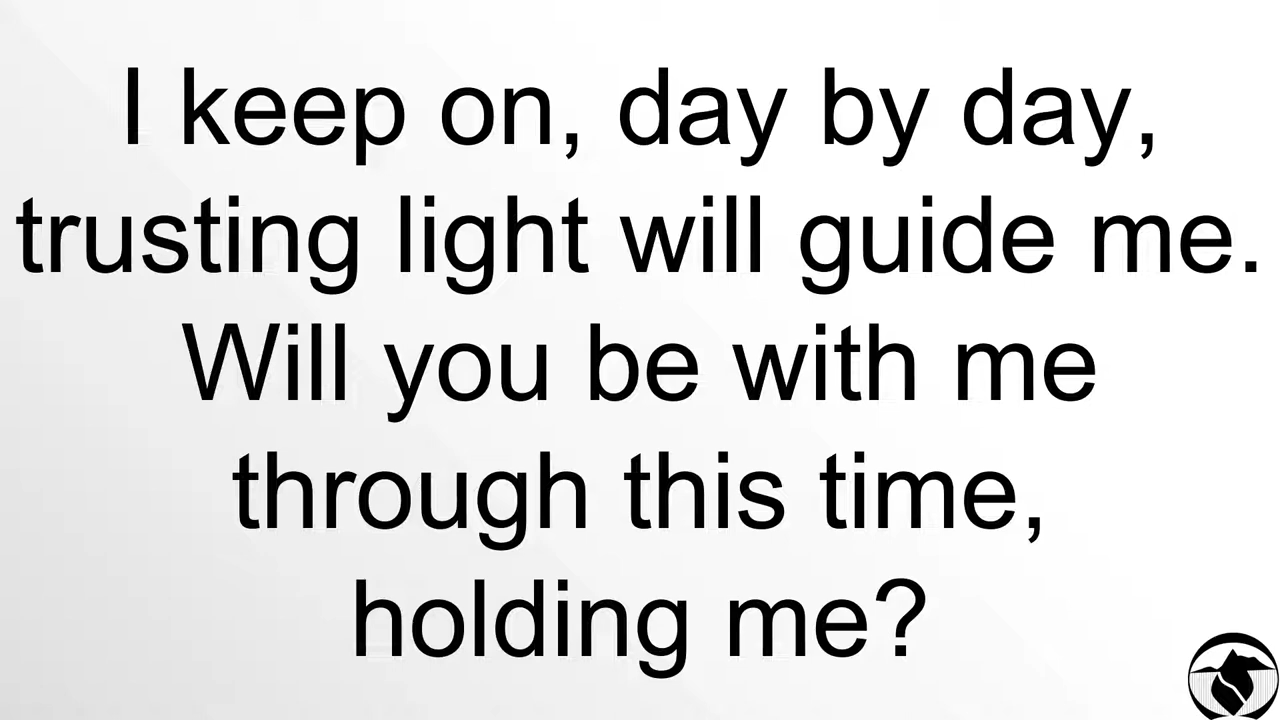 I keep on, day by day,
trusting light will guide me.
Will you be with me
through this time,
holding me?